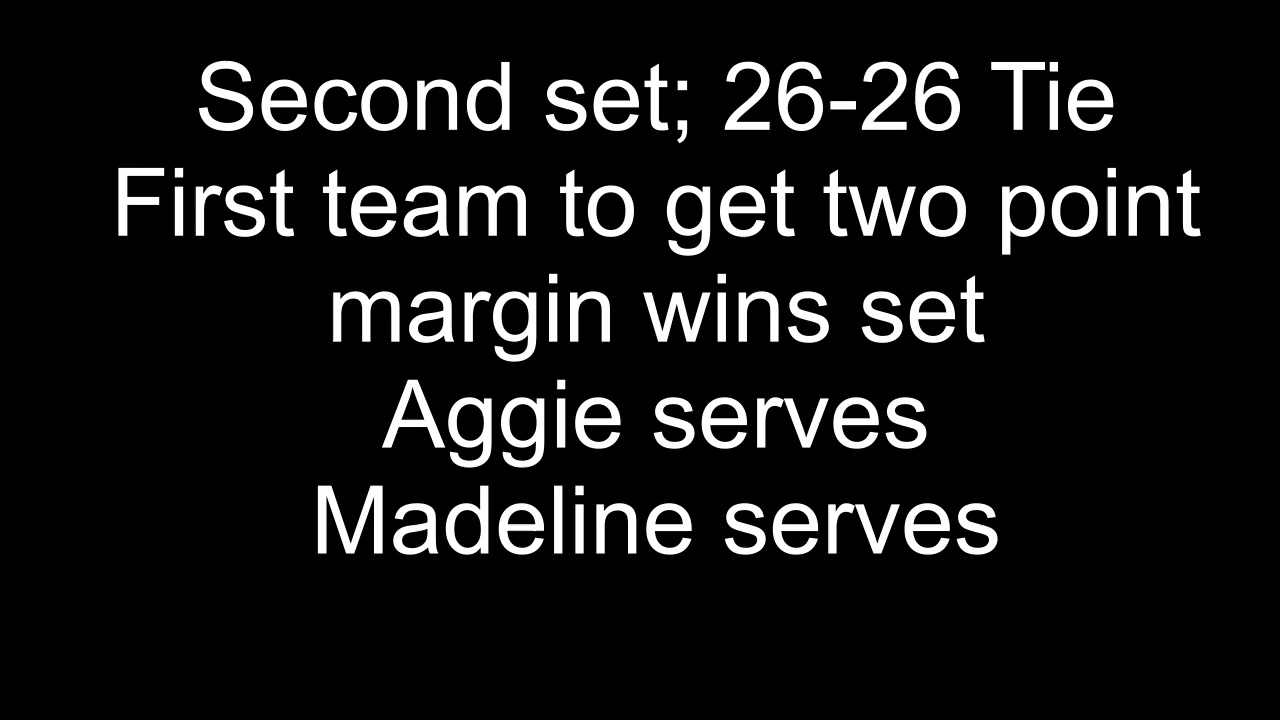 Second set; 26-26 Tie
First team to get two point
margin wins set
Aggie serves
Madeline serves